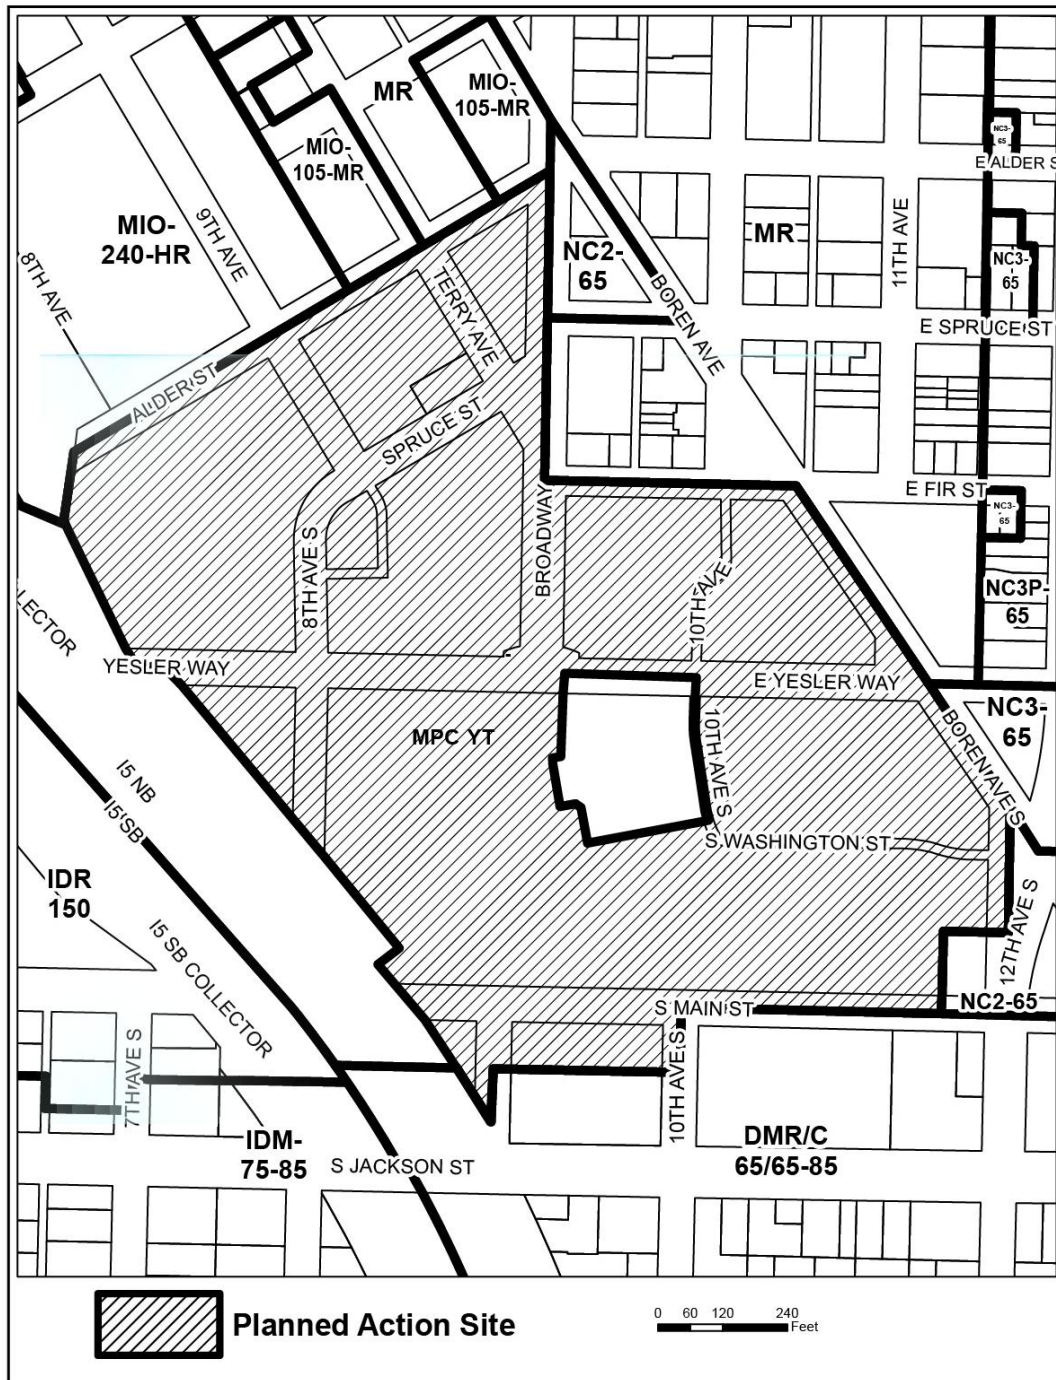 MR
MIO-
105-MR
MIO-
105-MR
MIO-
240-HR
9TH AVE
8TH AVE
NC3-
65
E ALDER S
NC2-
65
MR
11TH AVE
NC3-
65
BOREN AVE
TERRY AVE
E SPRUCE ST
ALDER ST
SPRUCE ST
E FIR ST
NC3-
65
BROADWAY
8TH AVE S
10TH AVE
NC3P-
65
LECTOR
YESLER WAY
E YESLER WAY
NC3-
65
MPC YT
10TH AVE S
BOREN AVE S
I5 NB
I5 SB
S WASHINGTON ST
IDR
150
I5 SB COLLECTOR
12TH AVE S
NC2-65
S MAIN ST
7TH AVE S
10TH AVE S
IDM-
75-85
S JACKSON ST
DMR/C
65/65-85
Planned Action Site
0 60 120 240
Feet